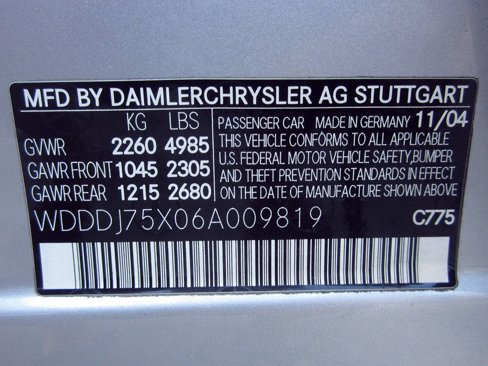 MFD BY DAIMLERCHRYSLER AG STUTTGART
KG LBS
GVWR 2260 4985
GAWR FRONT 1045 2305
GAWR REAR 1215 2680
PASSENGER CAR MADE IN GERMANY 11/04
THIS VEHICLE CONFORMS TO ALL APPLICABLE
U.S. FEDERAL MOTOR VEHICLE SAFETY,BUMPER
AND THEFT PREVENTION STANDARDS IN EFFECT
ON THE DATE OF MANUFACTURE SHOWN ABOVE
WDDDJ75X06A009819 C775